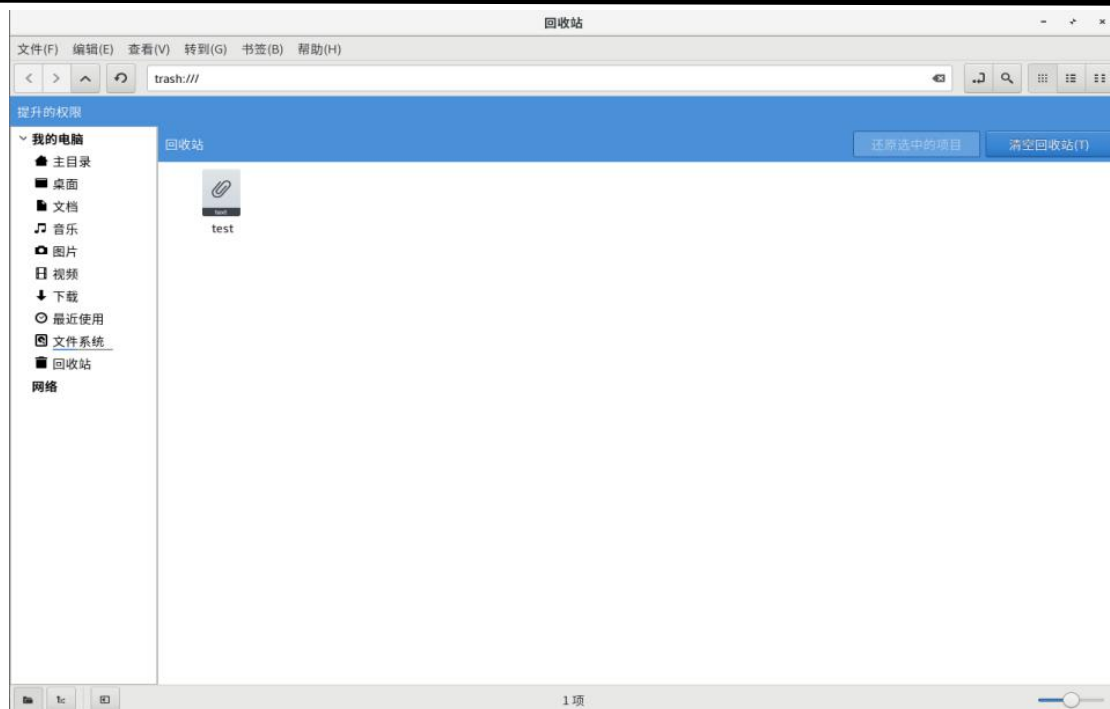 回收站
文件(F) 编辑(E) 查看(V) 转到(G) 书签(B) 帮助(H)
trash:///
提升的权限
我的电脑
回收站 还原选中的项目 清空回收站(T)
主目录
桌面
文档
音乐
图片
视频
下载
最近使用
文件系统
回收站
网络
text
test
1 项